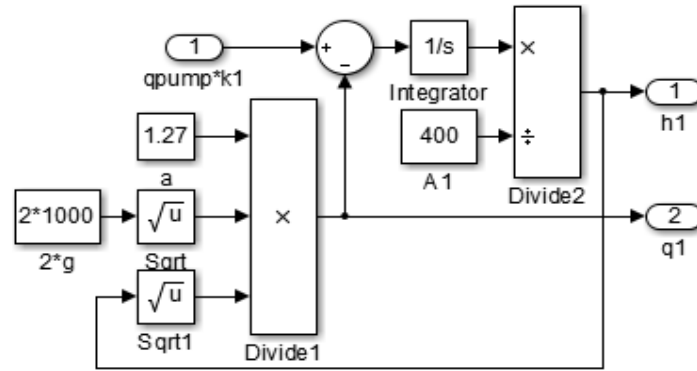 1
qpump*k1
+
−
1/s
Integrator
×
÷
Divide2
1
h1
400
A1
1.27
a
2*1000
2*g
√u
Sqrt
×
2
q1
√u
Sqrt1
Divide1